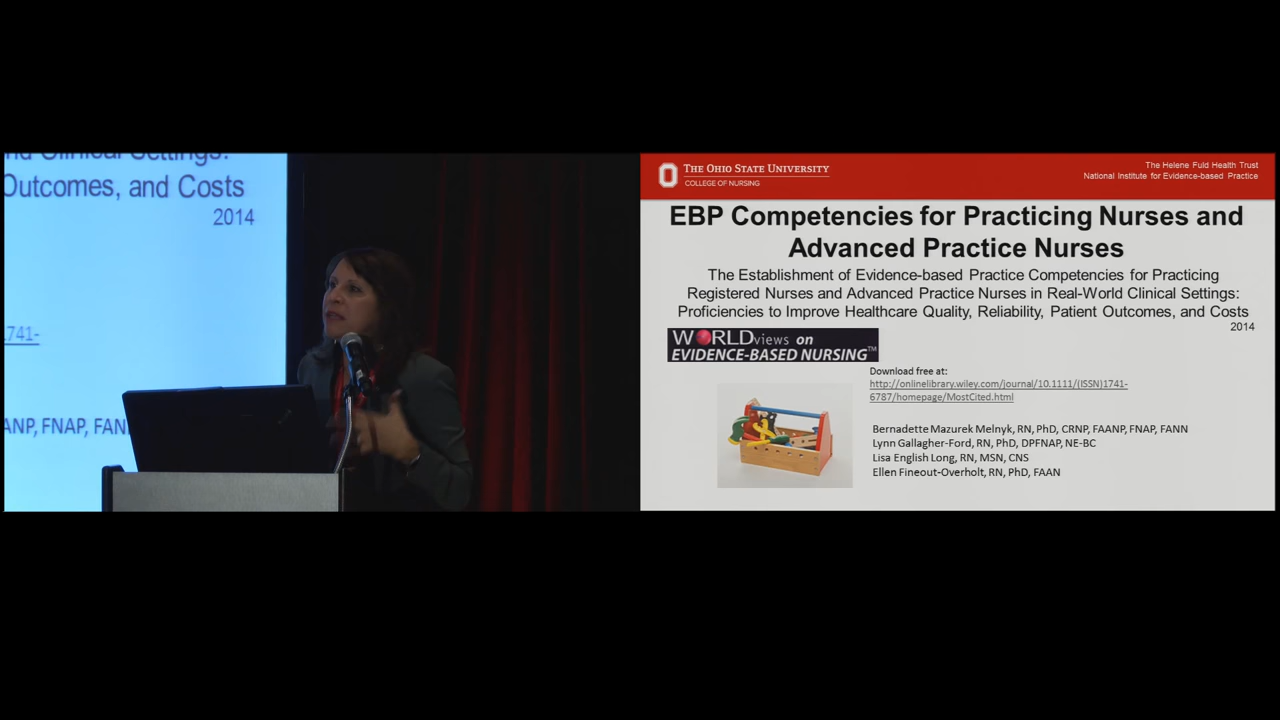 nd Clinical Settings:
Outcomes, and Costs
2014
1741-
ANP, FNAP, FAN
THE OHIO STATE UNIVERSITY
COLLEGE OF NURSING
The Helene Fuld Health Trust
National Institute for Evidence-based Practice
EBP Competencies for Practicing Nurses and
Advanced Practice Nurses
The Establishment of Evidence-based Practice Competencies for Practicing
Registered Nurses and Advanced Practice Nurses in Real-World Clinical Settings:
Proficiencies to Improve Healthcare Quality, Reliability, Patient Outcomes, and Costs
2014
WORLDviews on
EVIDENCE-BASED NURSING™
Download free at:
http://onlinelibrary.wiley.com/journal/10.1111/(ISSN)1741-
6787/homepage/MostCited.html
Bernadette Mazurek Melnyk, RN, PhD, CRNP, FAANP, FNAP, FANN
Lynn Gallagher-Ford, RN, PhD, DPFNAP, NE-BC
Lisa English Long, RN, MSN, CNS
Ellen Fineout-Overholt, RN, PhD, FAAN